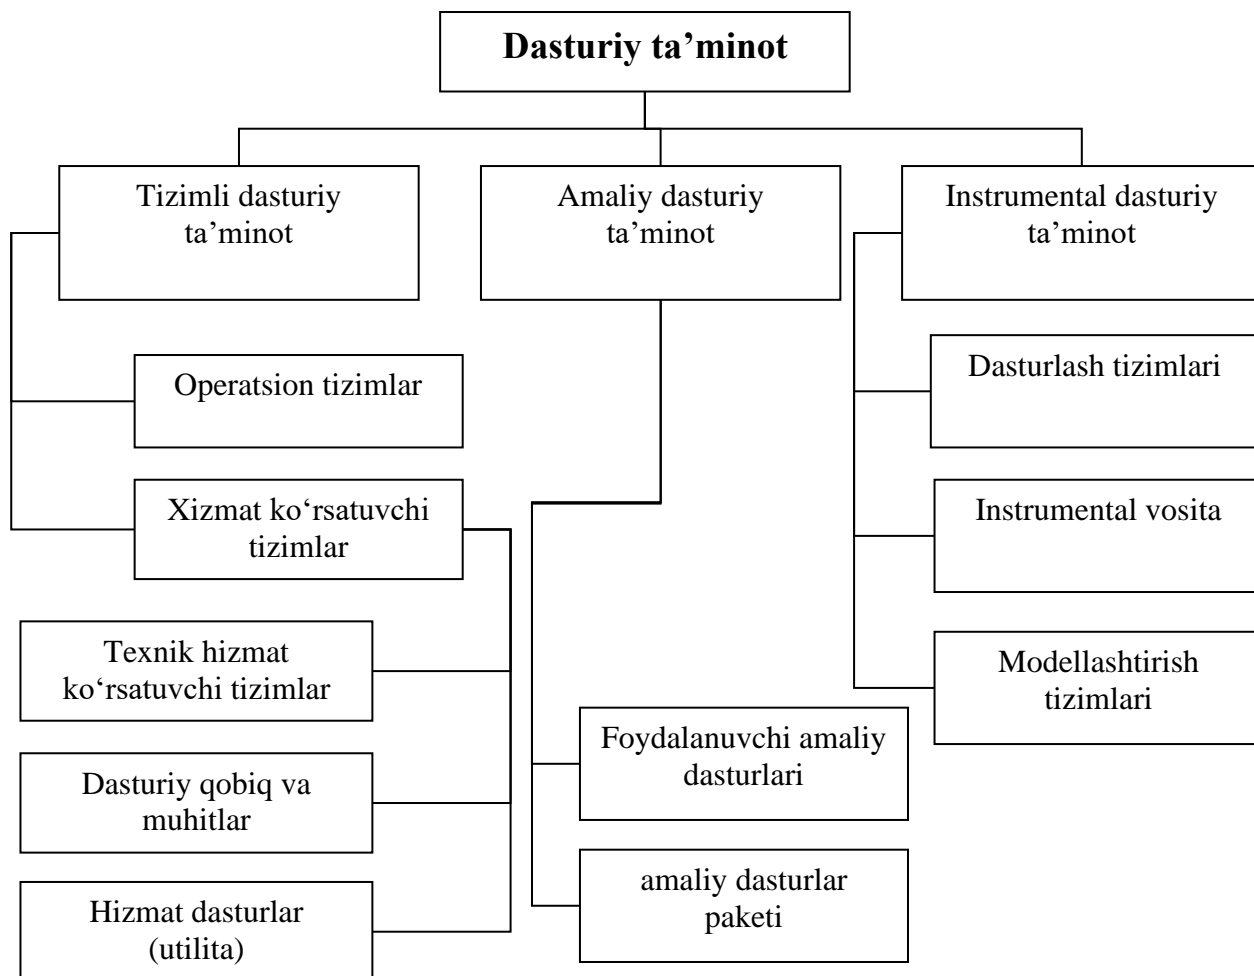 Dasturiy ta’minot
Tizimli dasturiy
ta’minot
Amaliy dasturiy
ta’minot
Instrumental dasturiy
ta’minot
Operatsion tizimlar
Xizmat ko‘rsatuvchi
tizimlar
Texnik hizmat
ko‘rsatuvchi tizimlar
Dasturiy qobiq va
muhitlar
Hizmat dasturlar
(utilita)
Foydalanuvchi amaliy
dasturlari
amaliy dasturlar
paketi
Dasturlash tizimlari
Instrumental vosita
Modellashtirish
tizimlari